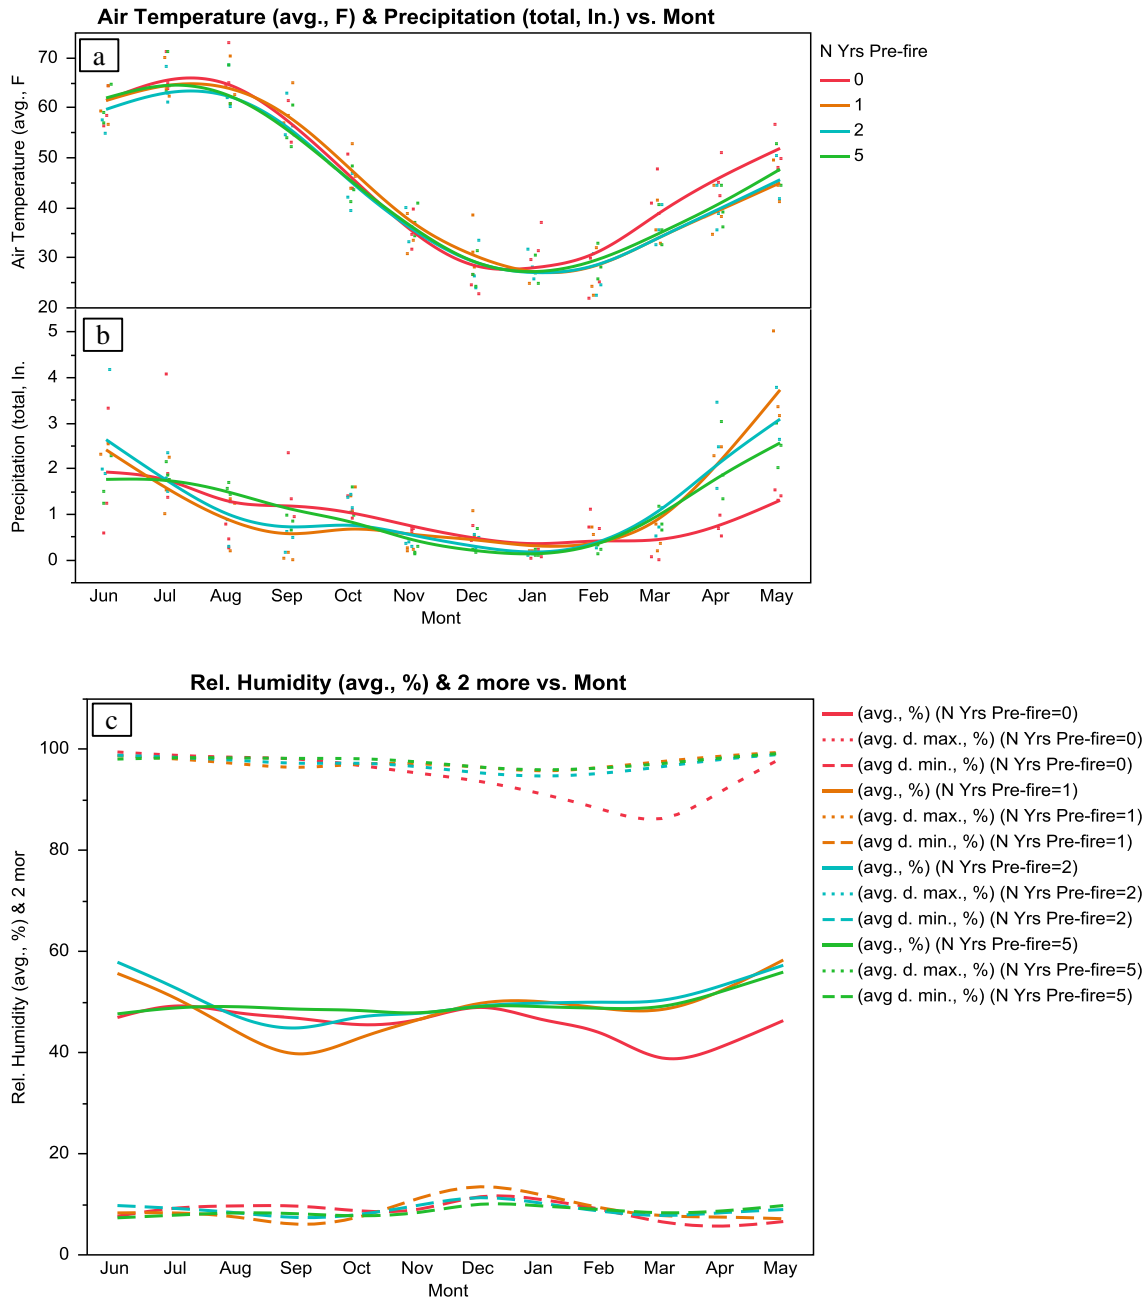 Air Temperature (avg., F) & Precipitation (total, In.) vs. Mont
a
N Yrs Pre-fire
0
1
2
5
Air Temperature (avg., F
70
60
50
40
30
20
b
Precipitation (total, In.
5
4
3
2
1
0
Jun Jul Aug Sep Oct Nov Dec Jan Feb Mar Apr May
Mont
Rel. Humidity (avg., %) & 2 more vs. Mont
c
(avg., %) (N Yrs Pre-fire=0)
(avg. d. max., %) (N Yrs Pre-fire=0)
(avg d. min., %) (N Yrs Pre-fire=0)
(avg., %) (N Yrs Pre-fire=1)
(avg. d. max., %) (N Yrs Pre-fire=1)
(avg d. min., %) (N Yrs Pre-fire=1)
(avg., %) (N Yrs Pre-fire=2)
(avg. d. max., %) (N Yrs Pre-fire=2)
(avg d. min., %) (N Yrs Pre-fire=2)
(avg., %) (N Yrs Pre-fire=5)
(avg. d. max., %) (N Yrs Pre-fire=5)
(avg d. min., %) (N Yrs Pre-fire=5)
Rel. Humidity (avg., %) & 2 mor
100
80
60
40
20
0
Jun Jul Aug Sep Oct Nov Dec Jan Feb Mar Apr May
Mont